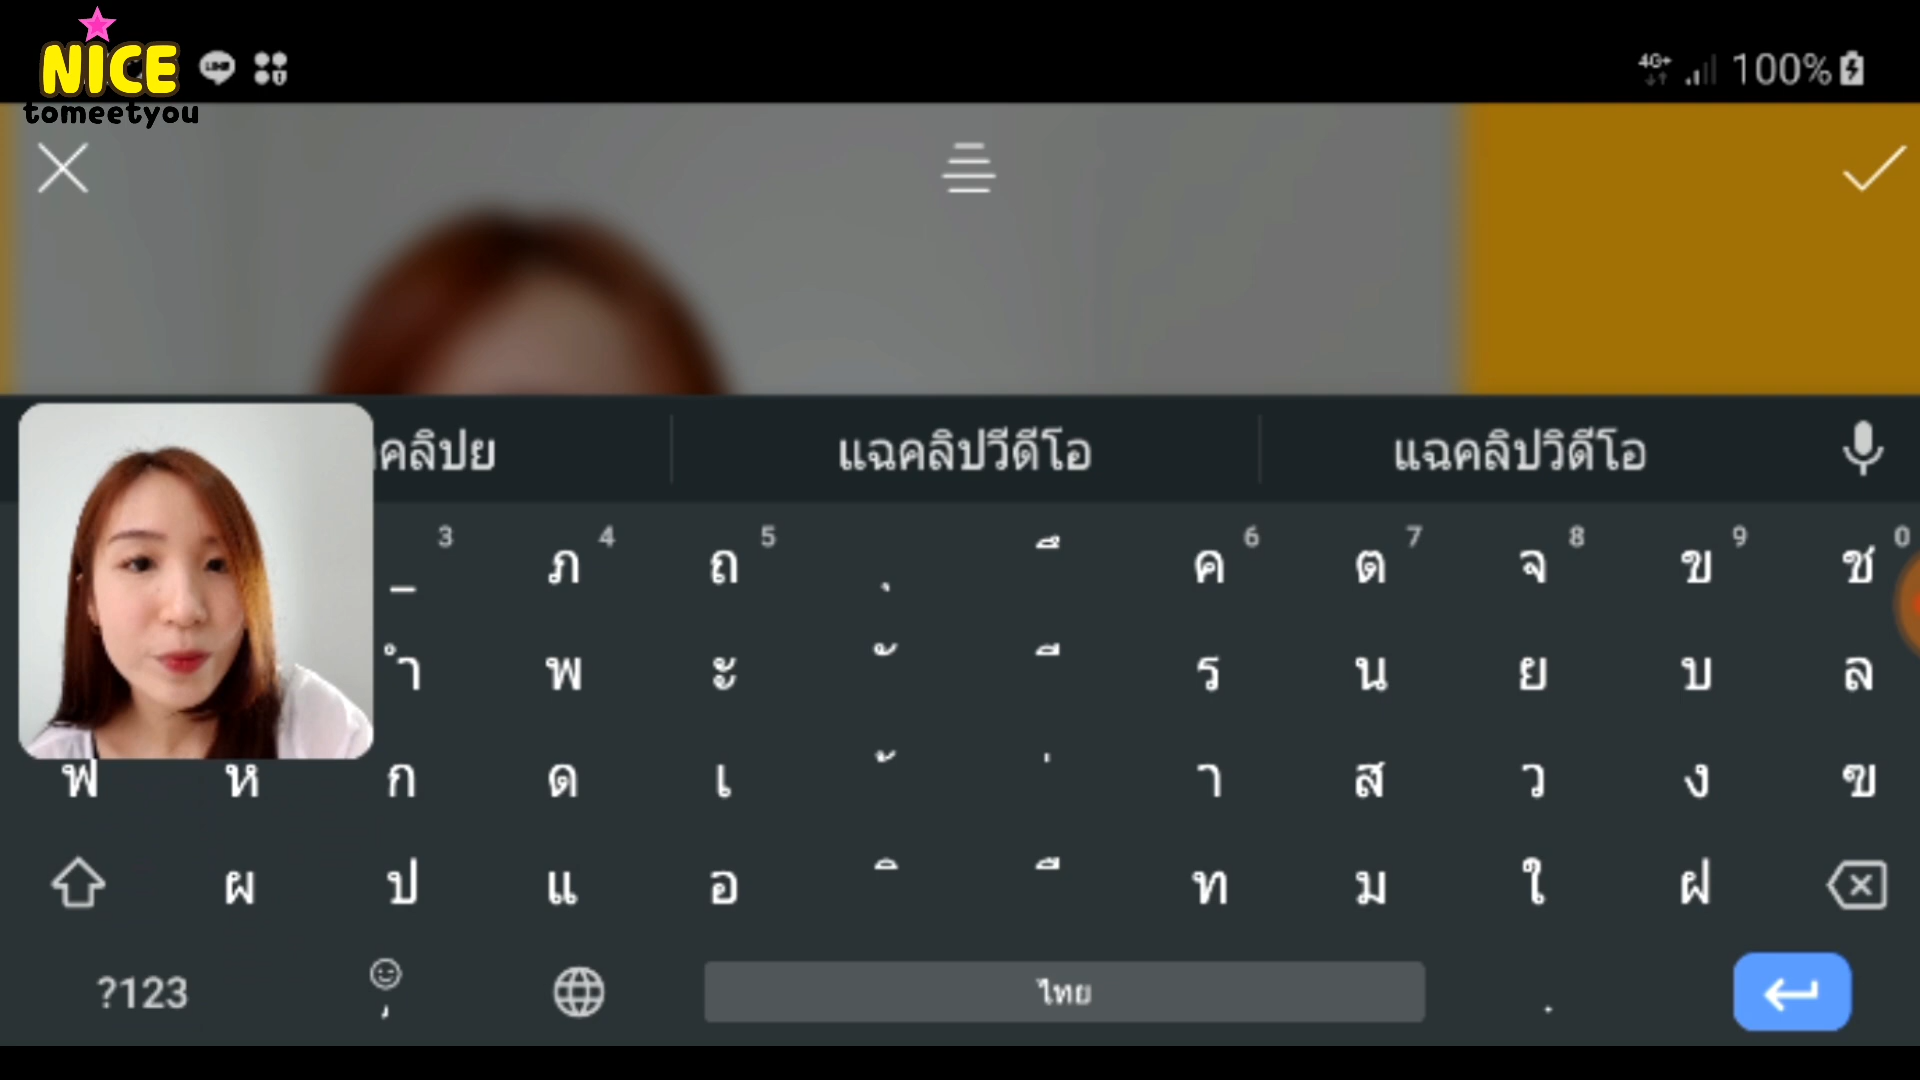 NICE
tomeetyou
4G+ 100%
คลิปย แฉคลิปวีดีโอ แฉคลิปวิดีโอ
3 4 5 6 7 8 9 0
_ ภ ถ ุ ึ ค ต จ ข ช
ำ พ ะ ั ี ร น ย บ ล
ฟ ห ก ด เ ้ ่ า ส ว ง ฃ
ผ ป แ อ ิ ื ท ม ใ ฝ
?123 , ไทย .